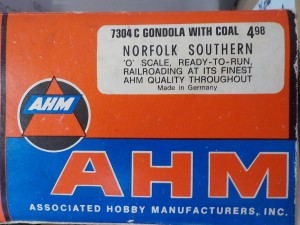 7304 C GONDOLA WITH COAL 4.98
NORFOLK SOUTHERN
'O' SCALE, READY-TO-RUN,
RAILROADING AT ITS FINEST
AHM QUALITY THROUGHOUT
Made in Germany
AHM
AHM
ASSOCIATED HOBBY MANUFACTURERS, INC.